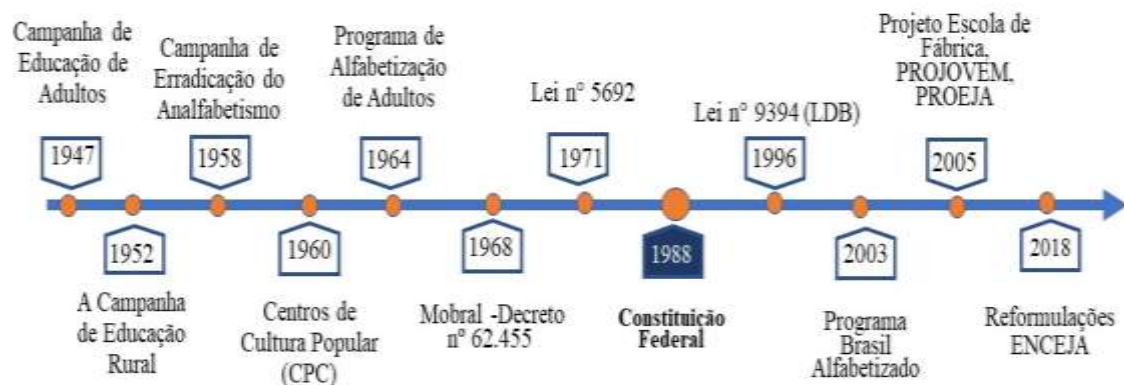 Campanha de
Educação de
Adultos
1947
1952
A Campanha
de Educação
Rural
Campanha de
Erradicação do
Analfabetismo
1958
1960
Centros de
Cultura Popular
(CPC)
Programa de
Alfabetização
de Adultos
1964
1968
Mobral -Decreto
nº 62.455
Lei n° 5692
1971
1988
Constituição
Federal
Lei n° 9394 (LDB)
1996
2003
Programa
Brasil
Alfabetizado
Projeto Escola de
Fábrica,
PROJOVEM,
PROEJA
2005
2018
Reformulações
ENCEJA